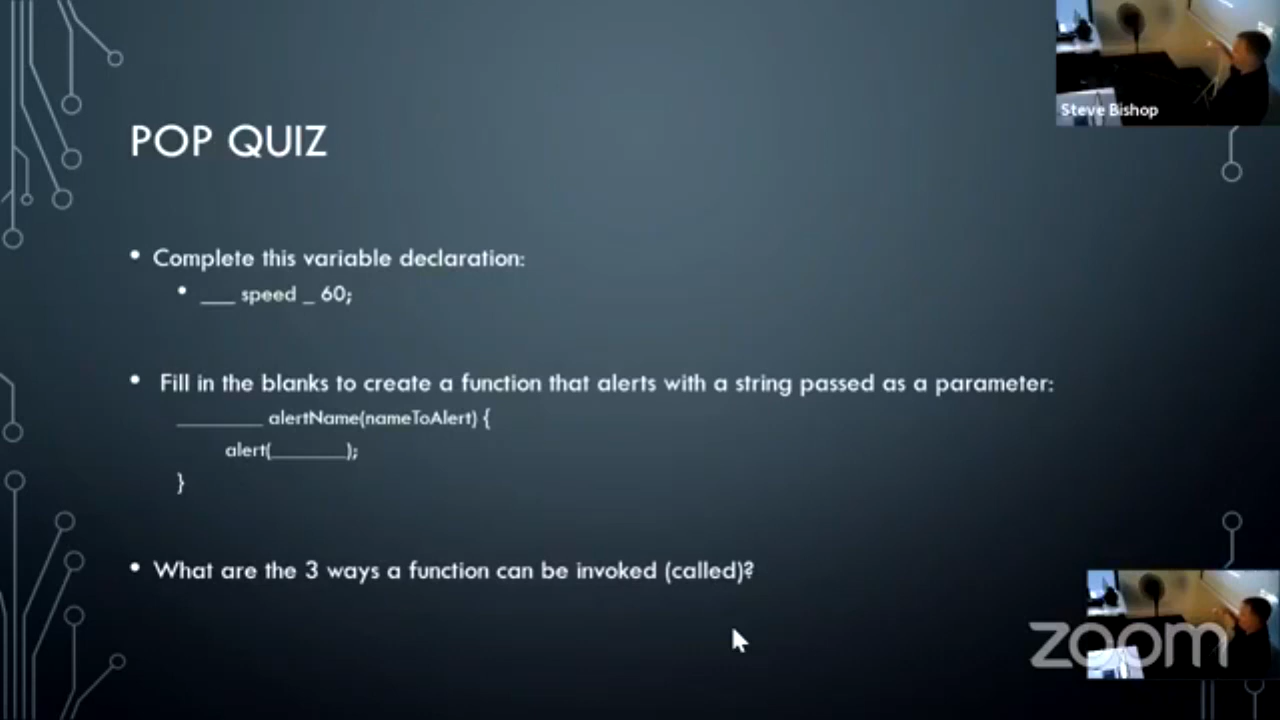 Steve Bishop
POP QUIZ
• Complete this variable declaration:
• ___ speed _ 60;
• Fill in the blanks to create a function that alerts with a string passed as a parameter:
________ alertName(nameToAlert) {
alert(_______);
}
• What are the 3 ways a function can be invoked (called)?
zoom